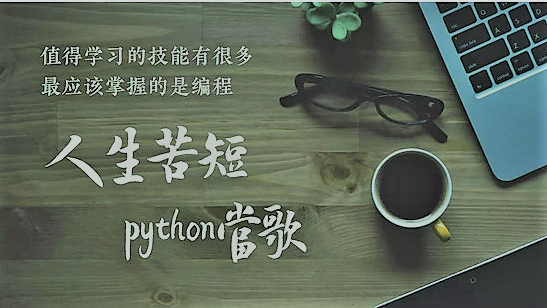 值得学习的技能有很多
最应该掌握的是编程
人生苦短
python當歌